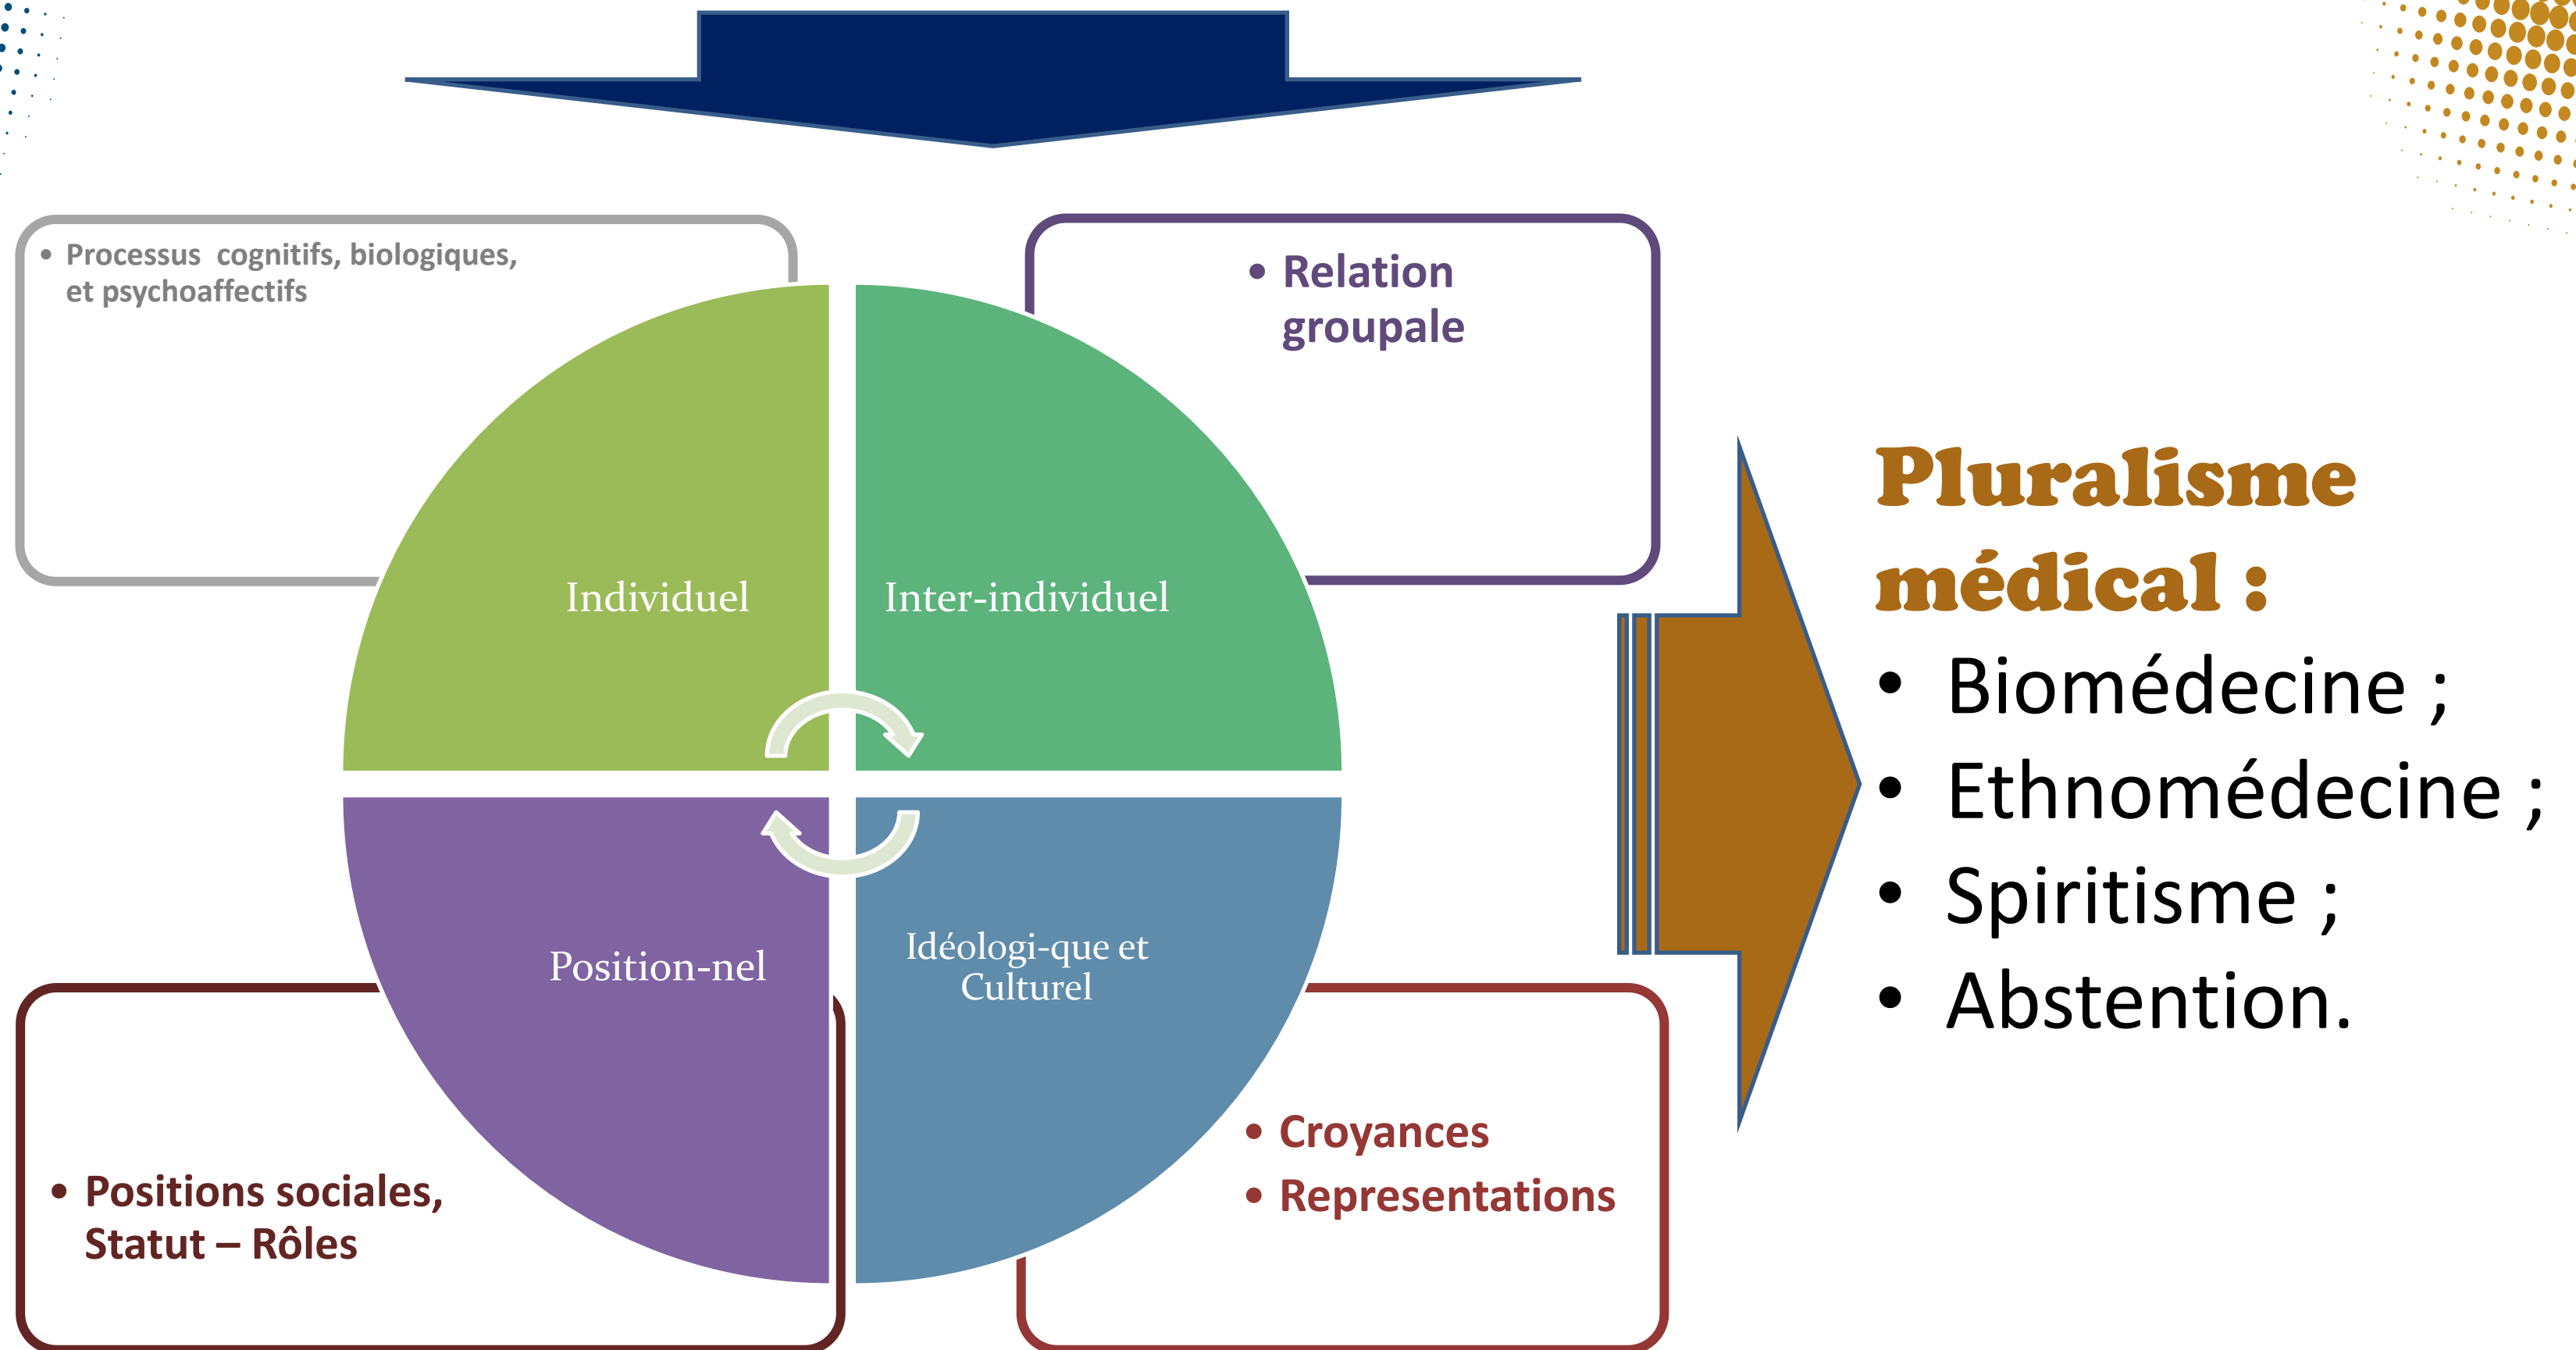 • Processus cognitifs, biologiques,
et psychoaffectifs
• Relation
groupale
Individuel
Inter-individuel
Position-nel
Idéologi-que et
Culturel
• Positions sociales,
Statut – Rôles
• Croyances
• Representations
Pluralisme
médical :
• Biomédecine ;
• Ethnomédecine ;
• Spiritisme ;
• Abstention.